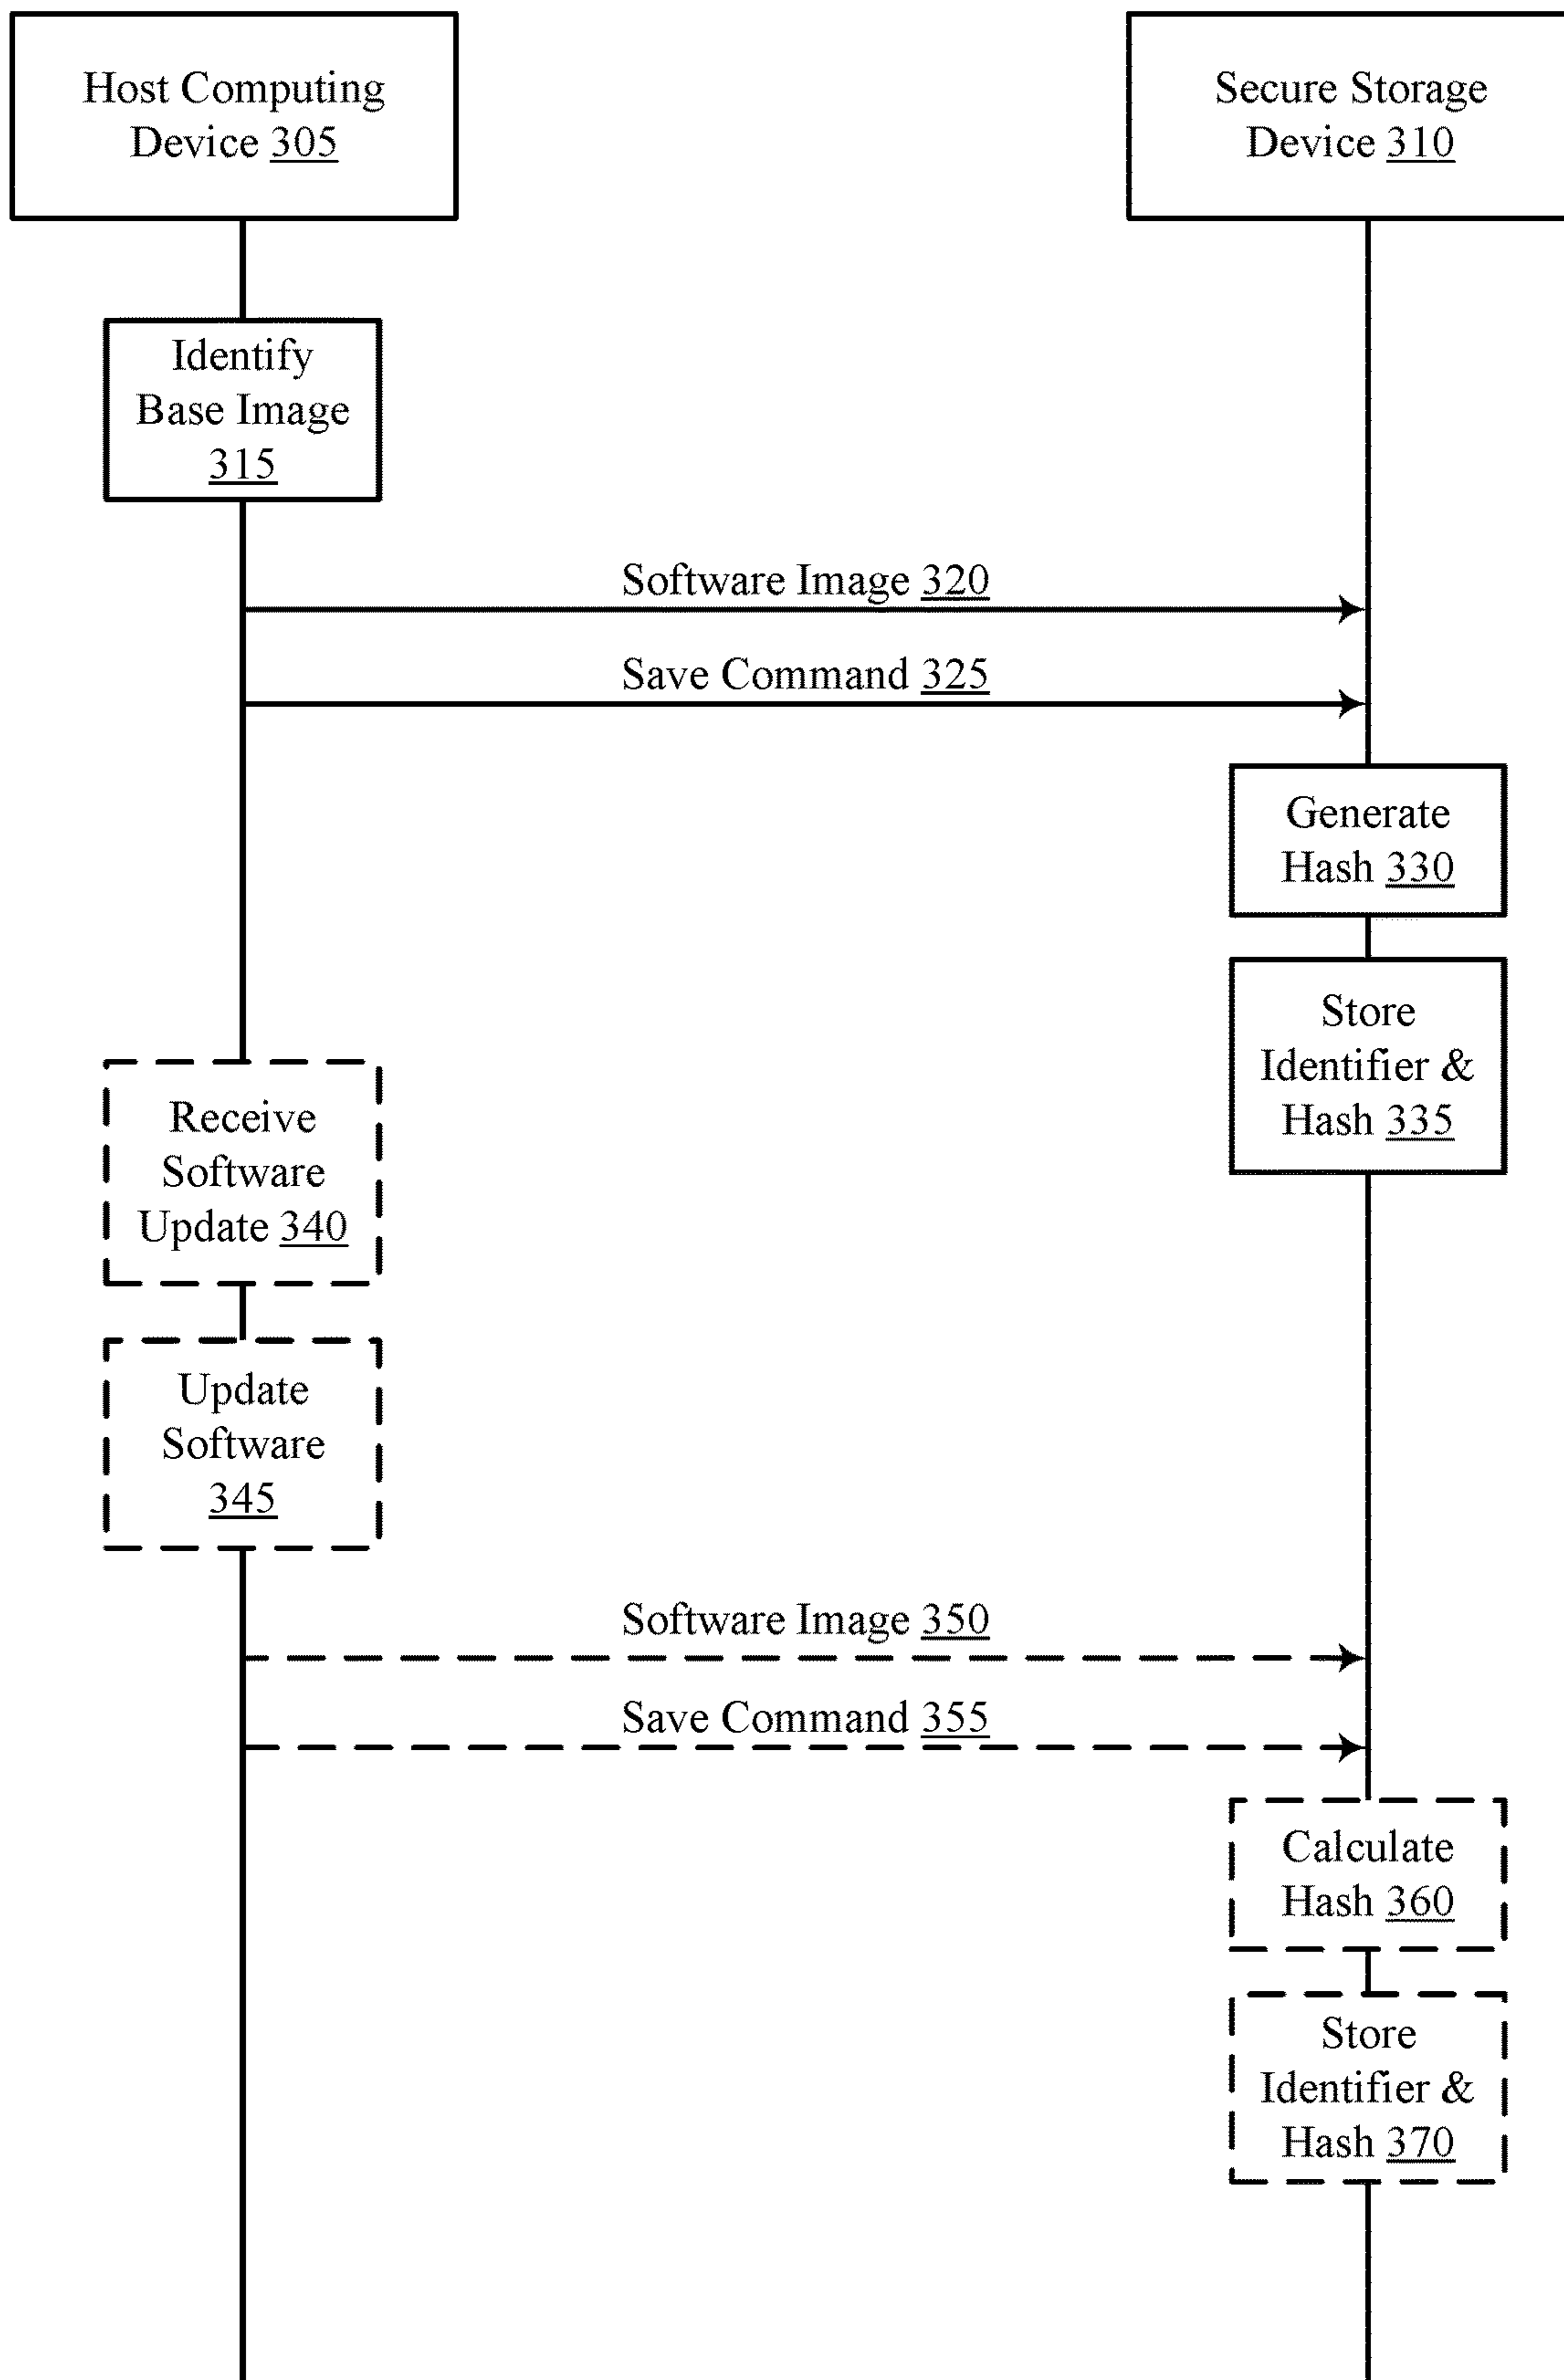 Host Computing
Device 305
Secure Storage
Device 310
Identify
Base Image
315
Software Image 320
Save Command 325
Generate
Hash 330
Store
Identifier &
Hash 335
Receive
Software
Update 340
Update
Software
345
Software Image 350
Save Command 355
Calculate
Hash 360
Store
Identifier &
Hash 370